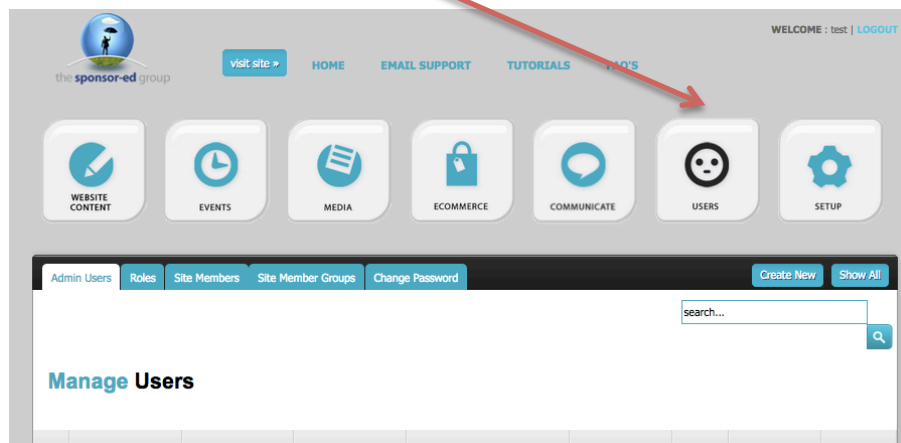 WELCOME : test | LOGOUT
visit site »
HOME
EMAIL SUPPORT
TUTORIALS
FAQ'S
the sponsor-ed group
WEBSITE
CONTENT
EVENTS
MEDIA
ECOMMERCE
COMMUNICATE
USERS
SETUP
Admin Users
Roles
Site Members
Site Member Groups
Change Password
Create New
Show All
search...
Manage Users